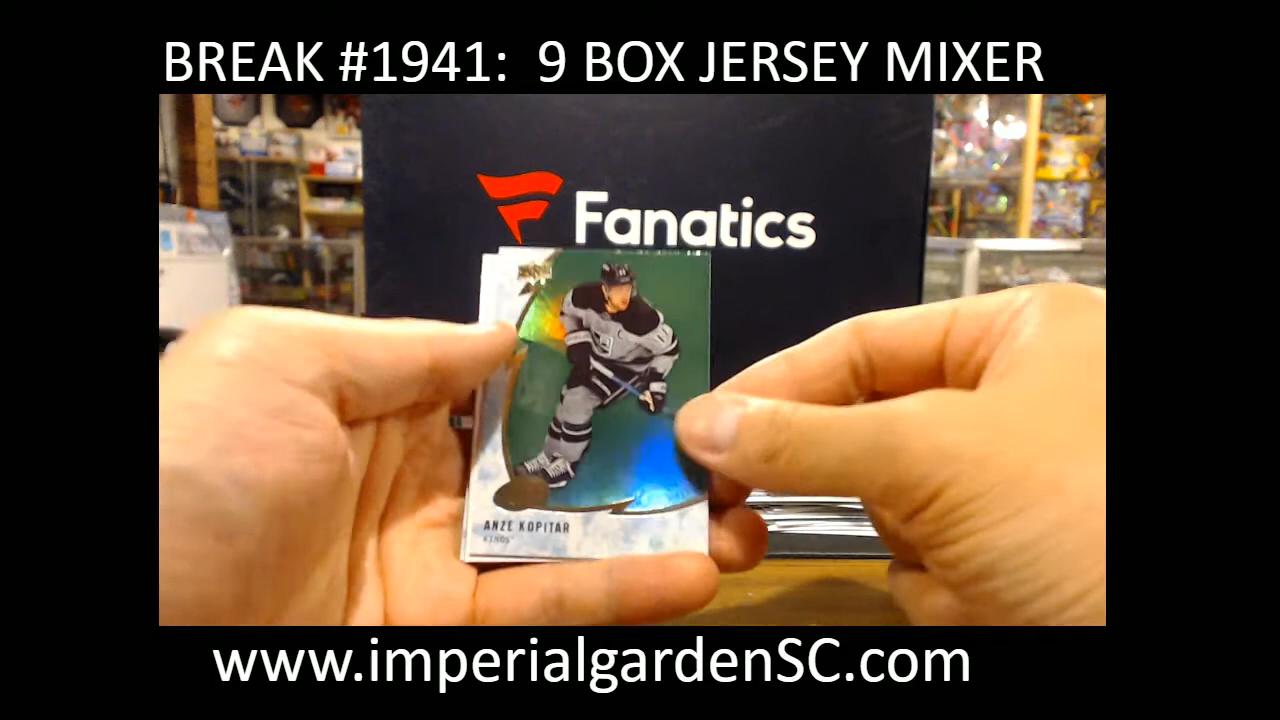 BREAK #1941:  9 BOX JERSEY MIXER
Fanatics
ANZE KOPITAR
KINGS
www.imperialgardenSC.com